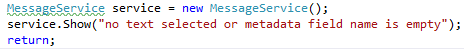 MessageService service = new MessageService();
service.Show("no text selected or metadata field name is empty");
return;